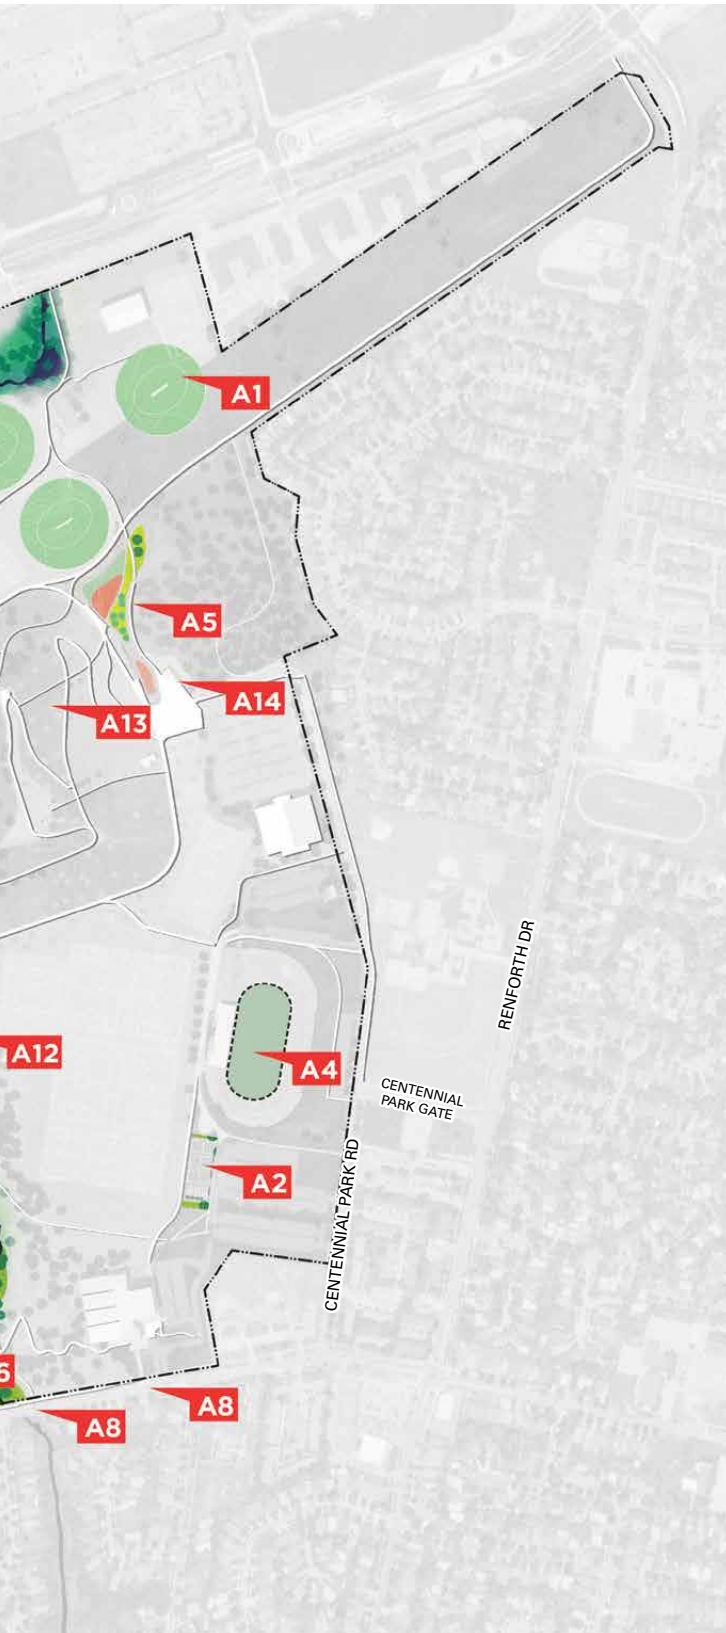 A1
A5
A14
A13
RENFORTH DR
A12
A4
CENTENNIAL
PARK GATE
A2
CENTENNIAL PARK RD
6
A8
A8